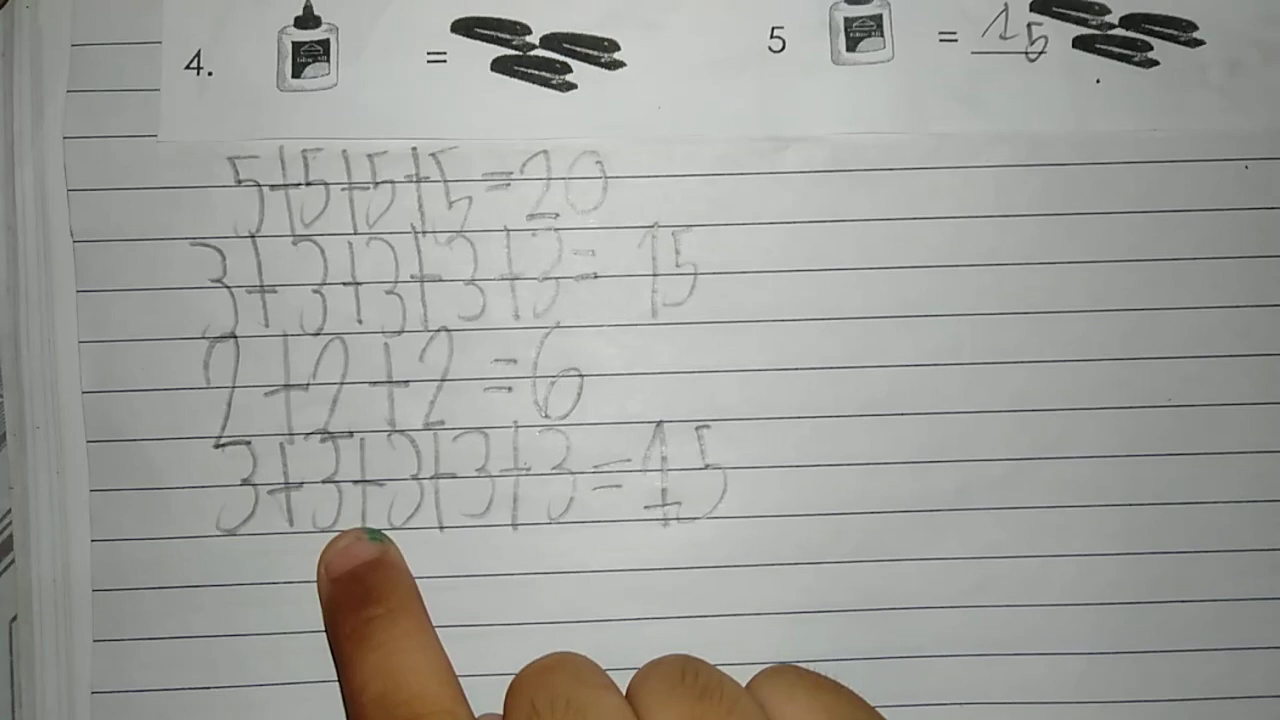 4. = 5 = 15
5+5+5+5=20
3+3+3+3+3= 15
2+2+2=6
3+3+3+3+3=15